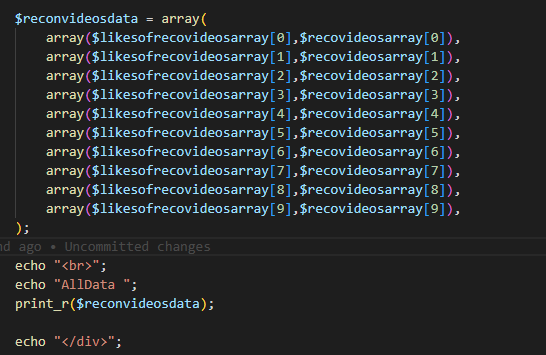 $reconvideosdata = array(
array($likesofrecovideosarray[0],$recovideosarray[0]),
array($likesofrecovideosarray[1],$recovideosarray[1]),
array($likesofrecovideosarray[2],$recovideosarray[2]),
array($likesofrecovideosarray[3],$recovideosarray[3]),
array($likesofrecovideosarray[4],$recovideosarray[4]),
array($likesofrecovideosarray[5],$recovideosarray[5]),
array($likesofrecovideosarray[6],$recovideosarray[6]),
array($likesofrecovideosarray[7],$recovideosarray[7]),
array($likesofrecovideosarray[8],$recovideosarray[8]),
array($likesofrecovideosarray[9],$recovideosarray[9]),
);
nd ago • Uncommitted changes
echo "<br>";
echo "AllData ";
print_r($reconvideosdata);
echo "</div>";